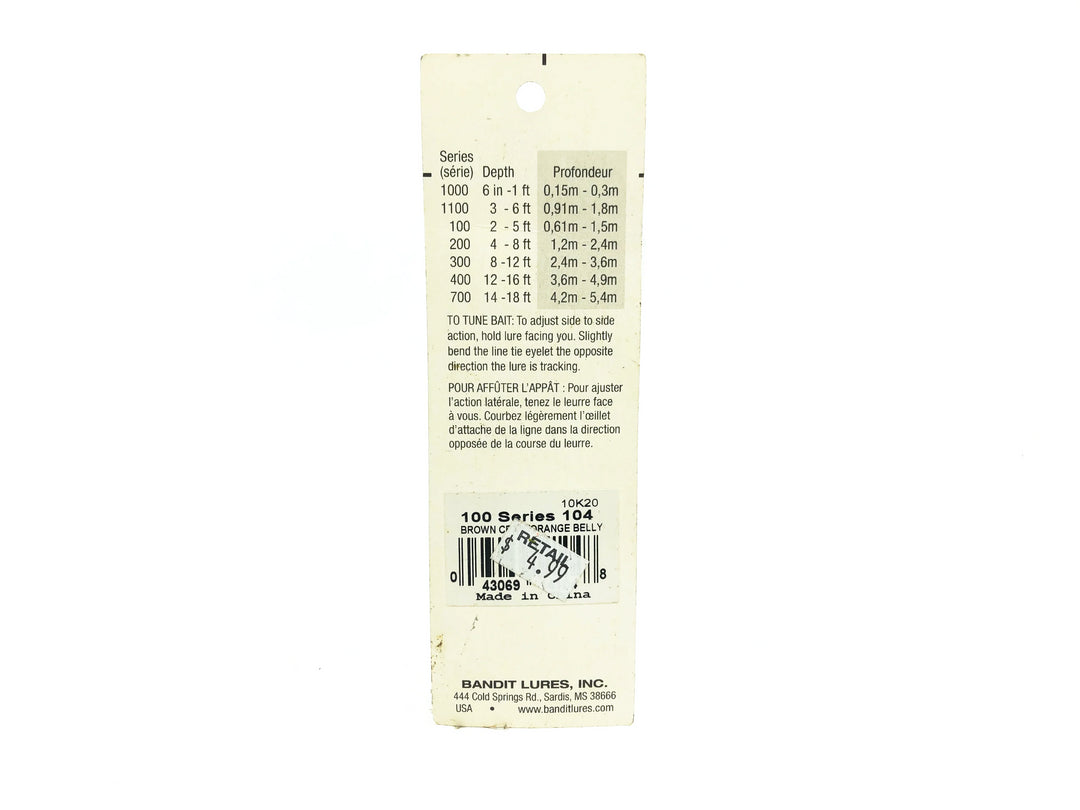 Series
(série) Depth Profondeur
1000 6 in -1 ft 0,15m - 0,3m
1100 3 - 6 ft 0,91m - 1,8m
100 2 - 5 ft 0,61m - 1,5m
200 4 - 8 ft 1,2m - 2,4m
300 8 -12 ft 2,4m - 3,6m
400 12 -16 ft 3,6m - 4,9m
700 14 -18 ft 4,2m - 5,4m
TO TUNE BAIT: To adjust side to side
action, hold lure facing you. Slightly
bend the line tie eyelet the opposite
direction the lure is tracking.
POUR AFFÛTER L'APPÂT : Pour ajuster
l'action latérale, tenez le leurre face
à vous. Courbez légèrement l'œillet
d'attache de la ligne dans la direction
opposée de la course du leurre.
10K20
100 Series 104
BROWN ORANGE BELLY
RETAIL
$ 4.99
0 43069 8
Made in
BANDIT LURES, INC.
444 Cold Springs Rd., Sardis, MS 38666
USA • www.banditlures.com